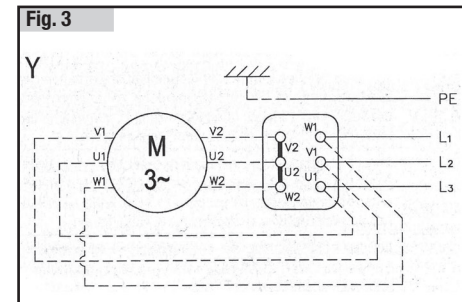 Fig. 3
Y
PE
V1 V2 W1 L1
M V2
U1 U2 V1 L2
3~ U2 U1
W1 W2 W2 L3